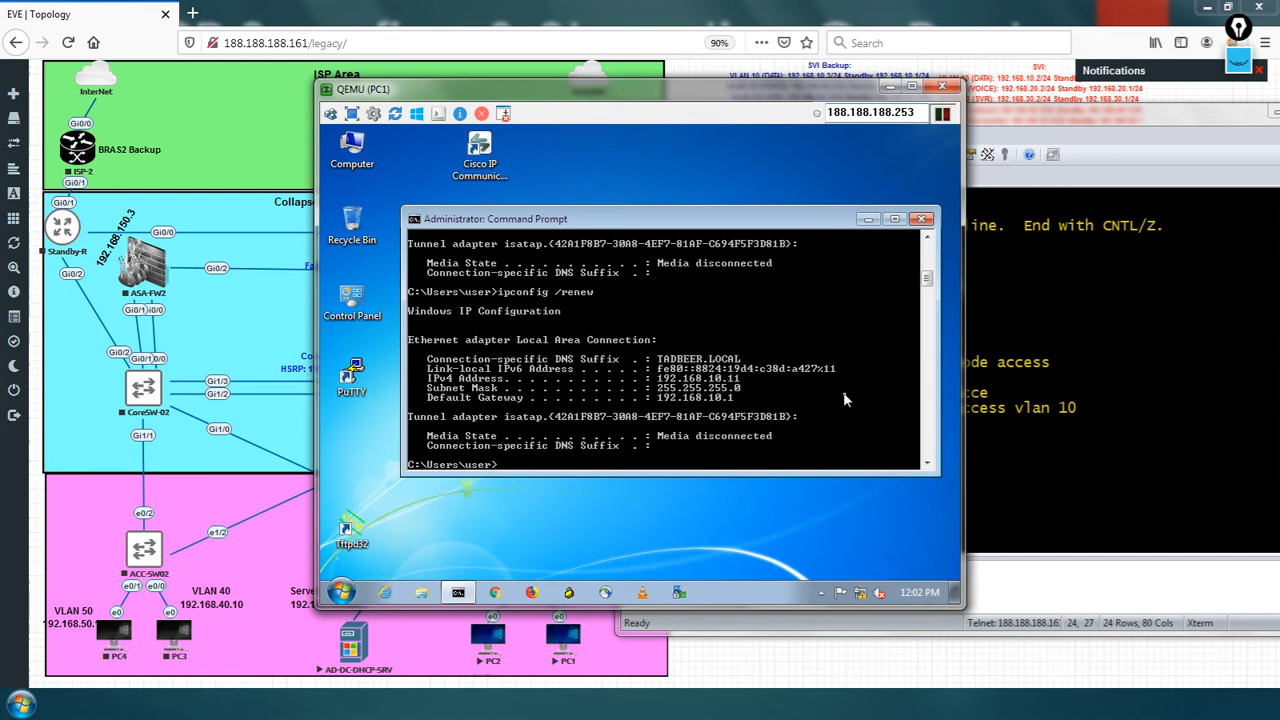 EVE | Topology
188.188.188.161/legacy/
90%
Search
ISP Area
SVI Backup:
SVI:
Notifications
InterNet
Gi0/0
BRAS2 Backup
ISP-2
Gi0/1
Gi0/1
Collaps
Standby-R
Gi0/0
192.168.150.3
Gi0/2
Gi0/2
ASA-FW2
Gi0/1
0/0
Gi0/2
Gi0/1
0/0
HSRP:
Gi1/3
CoreSW-02
Gi1/0
Gi1/1
e0/2
e1/2
ACC-SW02
e0/1
e0/0
VLAN 40
192.168.40.10
VLAN 50
192.168.50.
e0
e0
PC4
PC3
AD-DC-DHCP-SRV
e0
e0
PC2
PC1
QEMU (PC1)
188.188.188.253
Computer
Cisco IP
Communic...
Recycle Bin
Control Panel
PuTTY
Tftpd32
Administrator: Command Prompt
Tunnel adapter isatap.{42A1F8B7-30A8-4EF7-81AF-C694F5F3D81B}:
Media State . . . . . . . . . . . : Media disconnected
Connection-specific DNS Suffix  . :
C:\Users\user>ipconfig /renew
Windows IP Configuration
Ethernet adapter Local Area Connection:
Connection-specific DNS Suffix  . : TADBEER.LOCAL
Link-local IPv6 Address . . . . . : fe80::8824:19d4:c38d:a427%11
IPv4 Address. . . . . . . . . . . : 192.168.10.11
Subnet Mask . . . . . . . . . . . : 255.255.255.0
Default Gateway . . . . . . . . . : 192.168.10.1
Tunnel adapter isatap.{42A1F8B7-30A8-4EF7-81AF-C694F5F3D81B}:
Media State . . . . . . . . . . . : Media disconnected
Connection-specific DNS Suffix  . :
C:\Users\user>
12:02 PM
line.  End with CNTL/Z.
ode access
cce
ccess vlan 10
Ready
Telnet: 188.188.188.16
24, 27
24 Rows, 80 Cols
Xterm